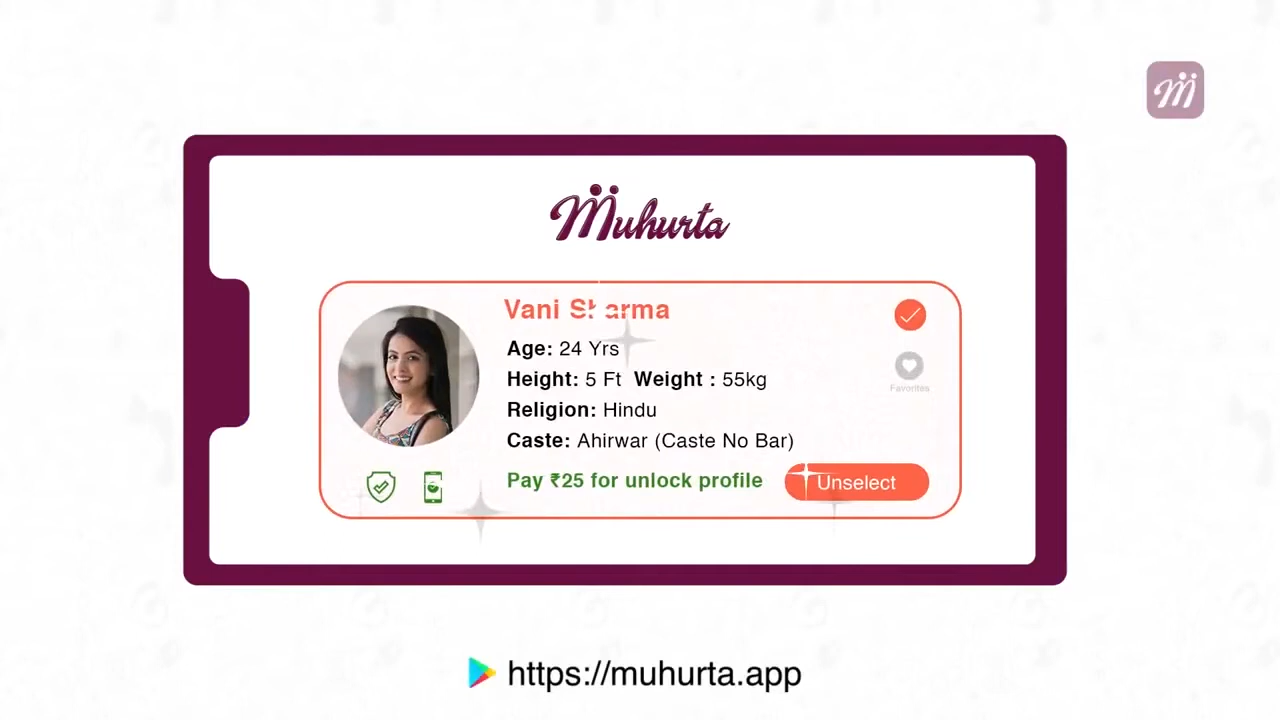 Muhurta
Vani Sharma
Age: 24 Yrs
Height: 5 Ft Weight : 55kg
Favorites
Religion: Hindu
Caste: Ahirwar (Caste No Bar)
Pay ₹25 for unlock profile
Unselect
https://muhurta.app